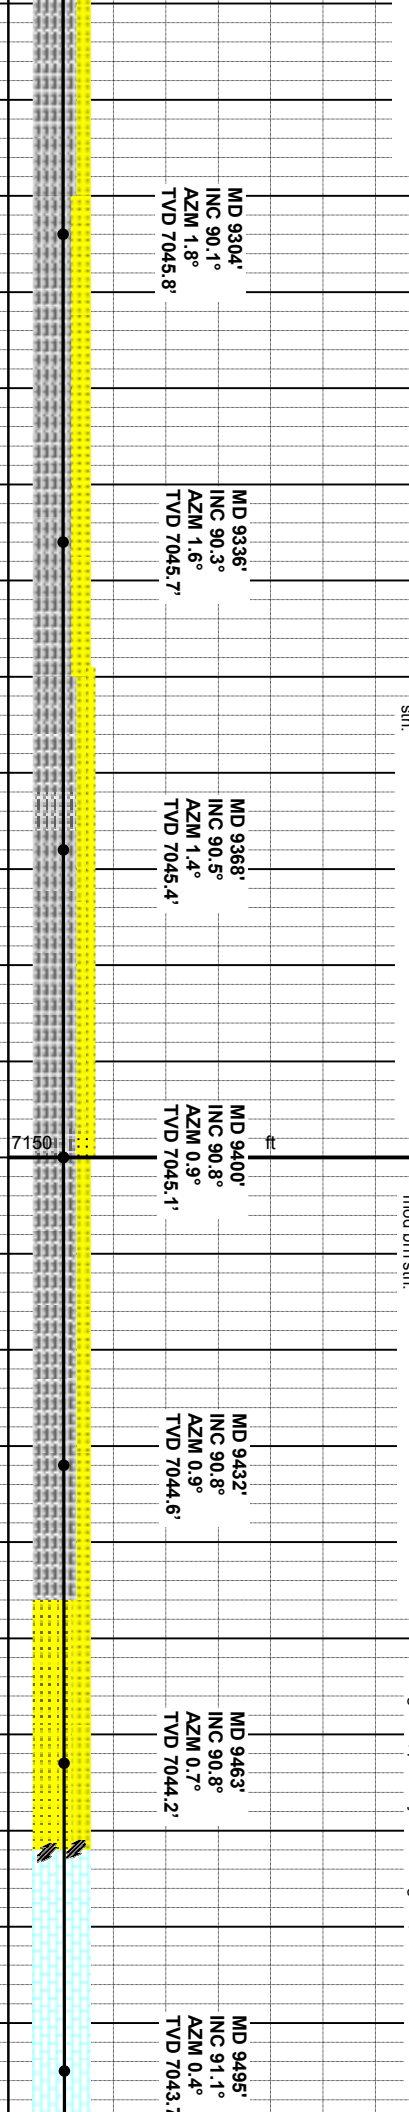 MD 9304'
INC 90.1°
AZM 1.8°
TVD 7045.8'
MD 9336'
INC 90.3°
AZM 1.6°
TVD 7045.7'
stn.
MD 9368'
INC 90.5°
AZM 1.4°
TVD 7045.4'
7150
ft
MD 9400'
INC 90.8°
AZM 0.9°
TVD 7045.1'
MD 9432'
INC 90.8°
AZM 0.9°
TVD 7044.6'
MD 9463'
INC 90.8°
AZM 0.7°
TVD 7044.2'
MD 9495'
INC 91.1°
AZM 0.4°
TVD 7043.7